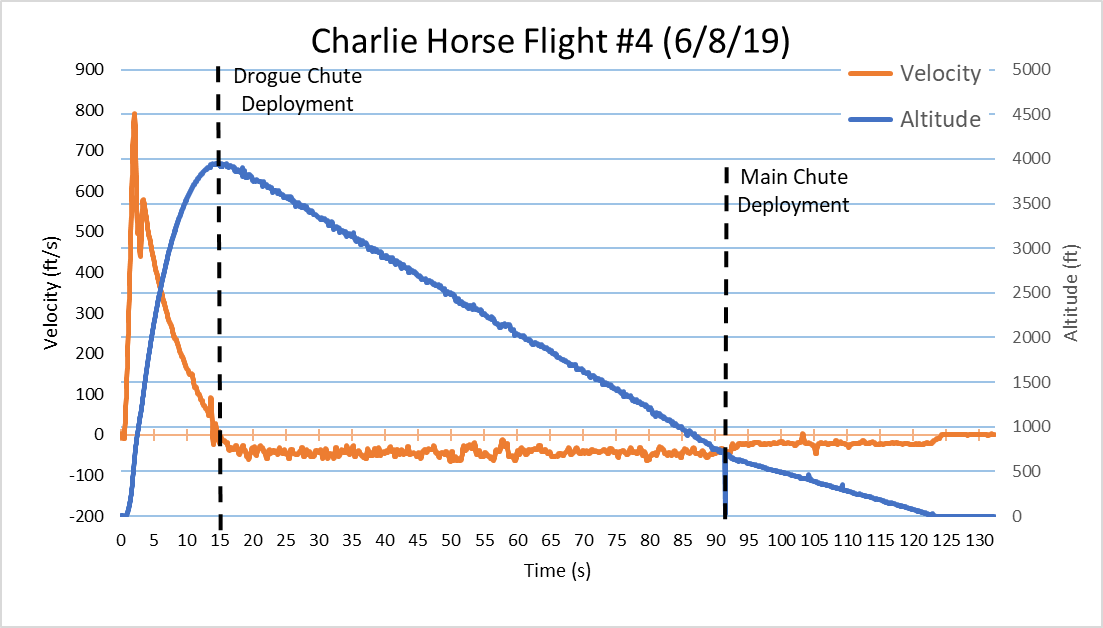 Charlie Horse Flight #4 (6/8/19)
900
800
700
600
500
400
300
200
100
0
-100
-200
Velocity (ft/s)
Drogue Chute
Deployment
Main Chute
Deployment
Velocity
Altitude
5000
4500
4000
3500
3000
2500
2000
1500
1000
500
0
Altitude (ft)
0 5 10 15 20 25 30 35 40 45 50 55 60 65 70 75 80 85 90 95 100 105 110 115 120 125 130
Time (s)